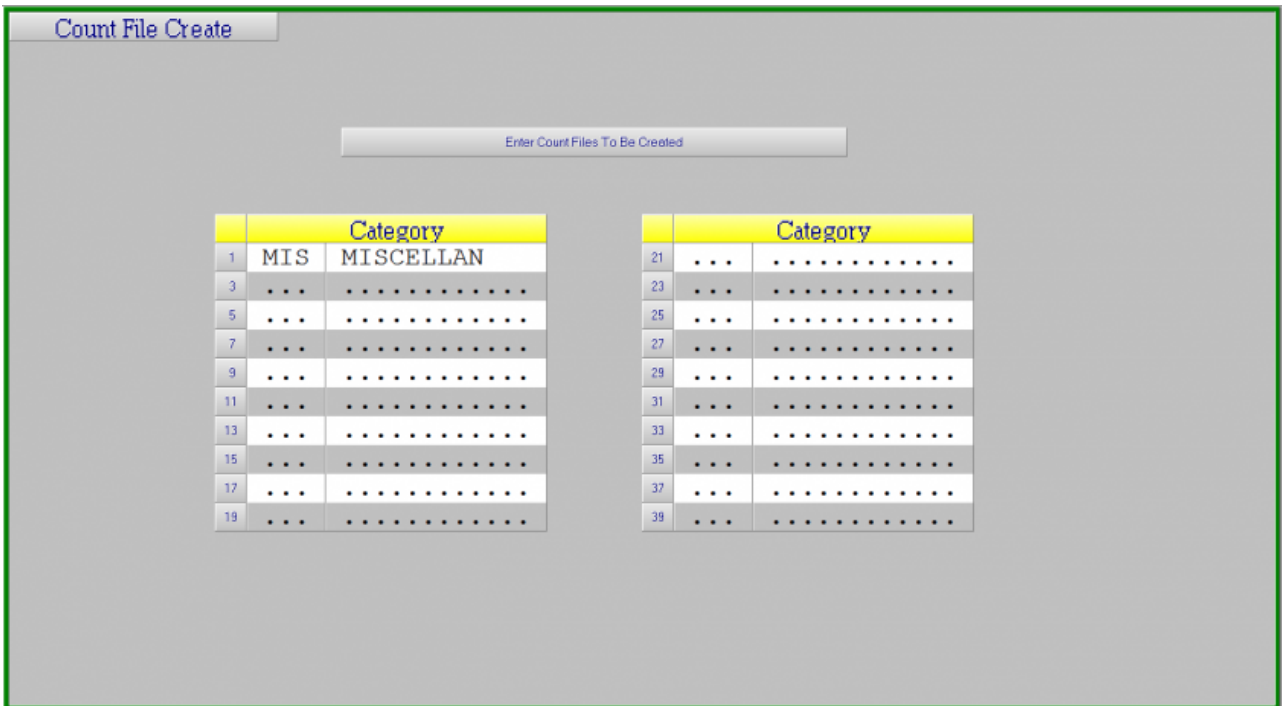 Count File Create
Enter Count Files To Be Created
Category
1 MIS MISCELLAN
3 ... ............
5 ... ............
7 ... ............
9 ... ............
11 ... ............
13 ... ............
15 ... ............
17 ... ............
19 ... ............
Category
21 ... ............
23 ... ............
25 ... ............
27 ... ............
29 ... ............
31 ... ............
33 ... ............
35 ... ............
37 ... ............
39 ... ............